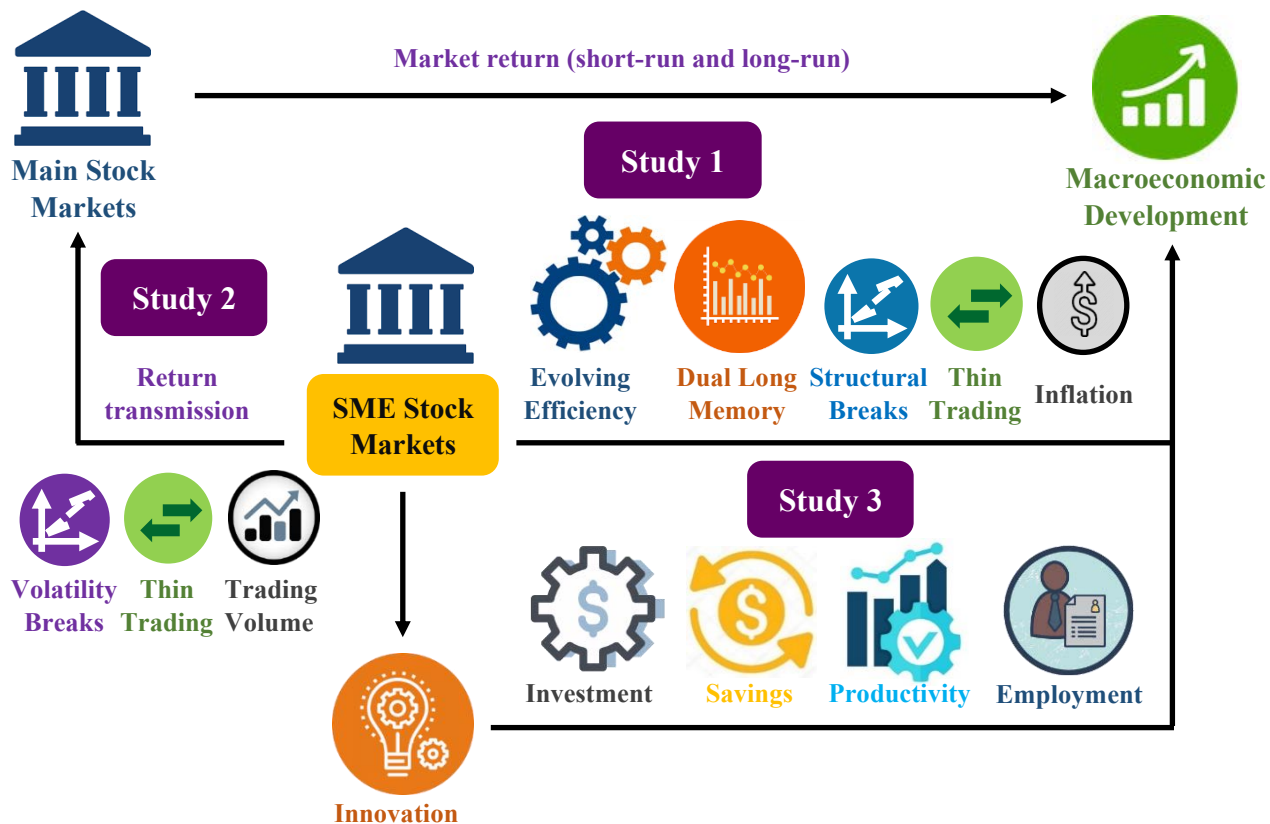 Market return (short-run and long-run)
Main Stock
Markets
Macroeconomic
Development
Study 1
Study 2
Return
transmission
SME Stock
Markets
Evolving
Efficiency
Dual Long
Memory
Structural
Breaks
Thin
Trading
$
Inflation
Study 3
Volatility
Breaks
Thin
Trading
Trading
Volume
$
Investment
$
Savings
Productivity
Employment
Innovation